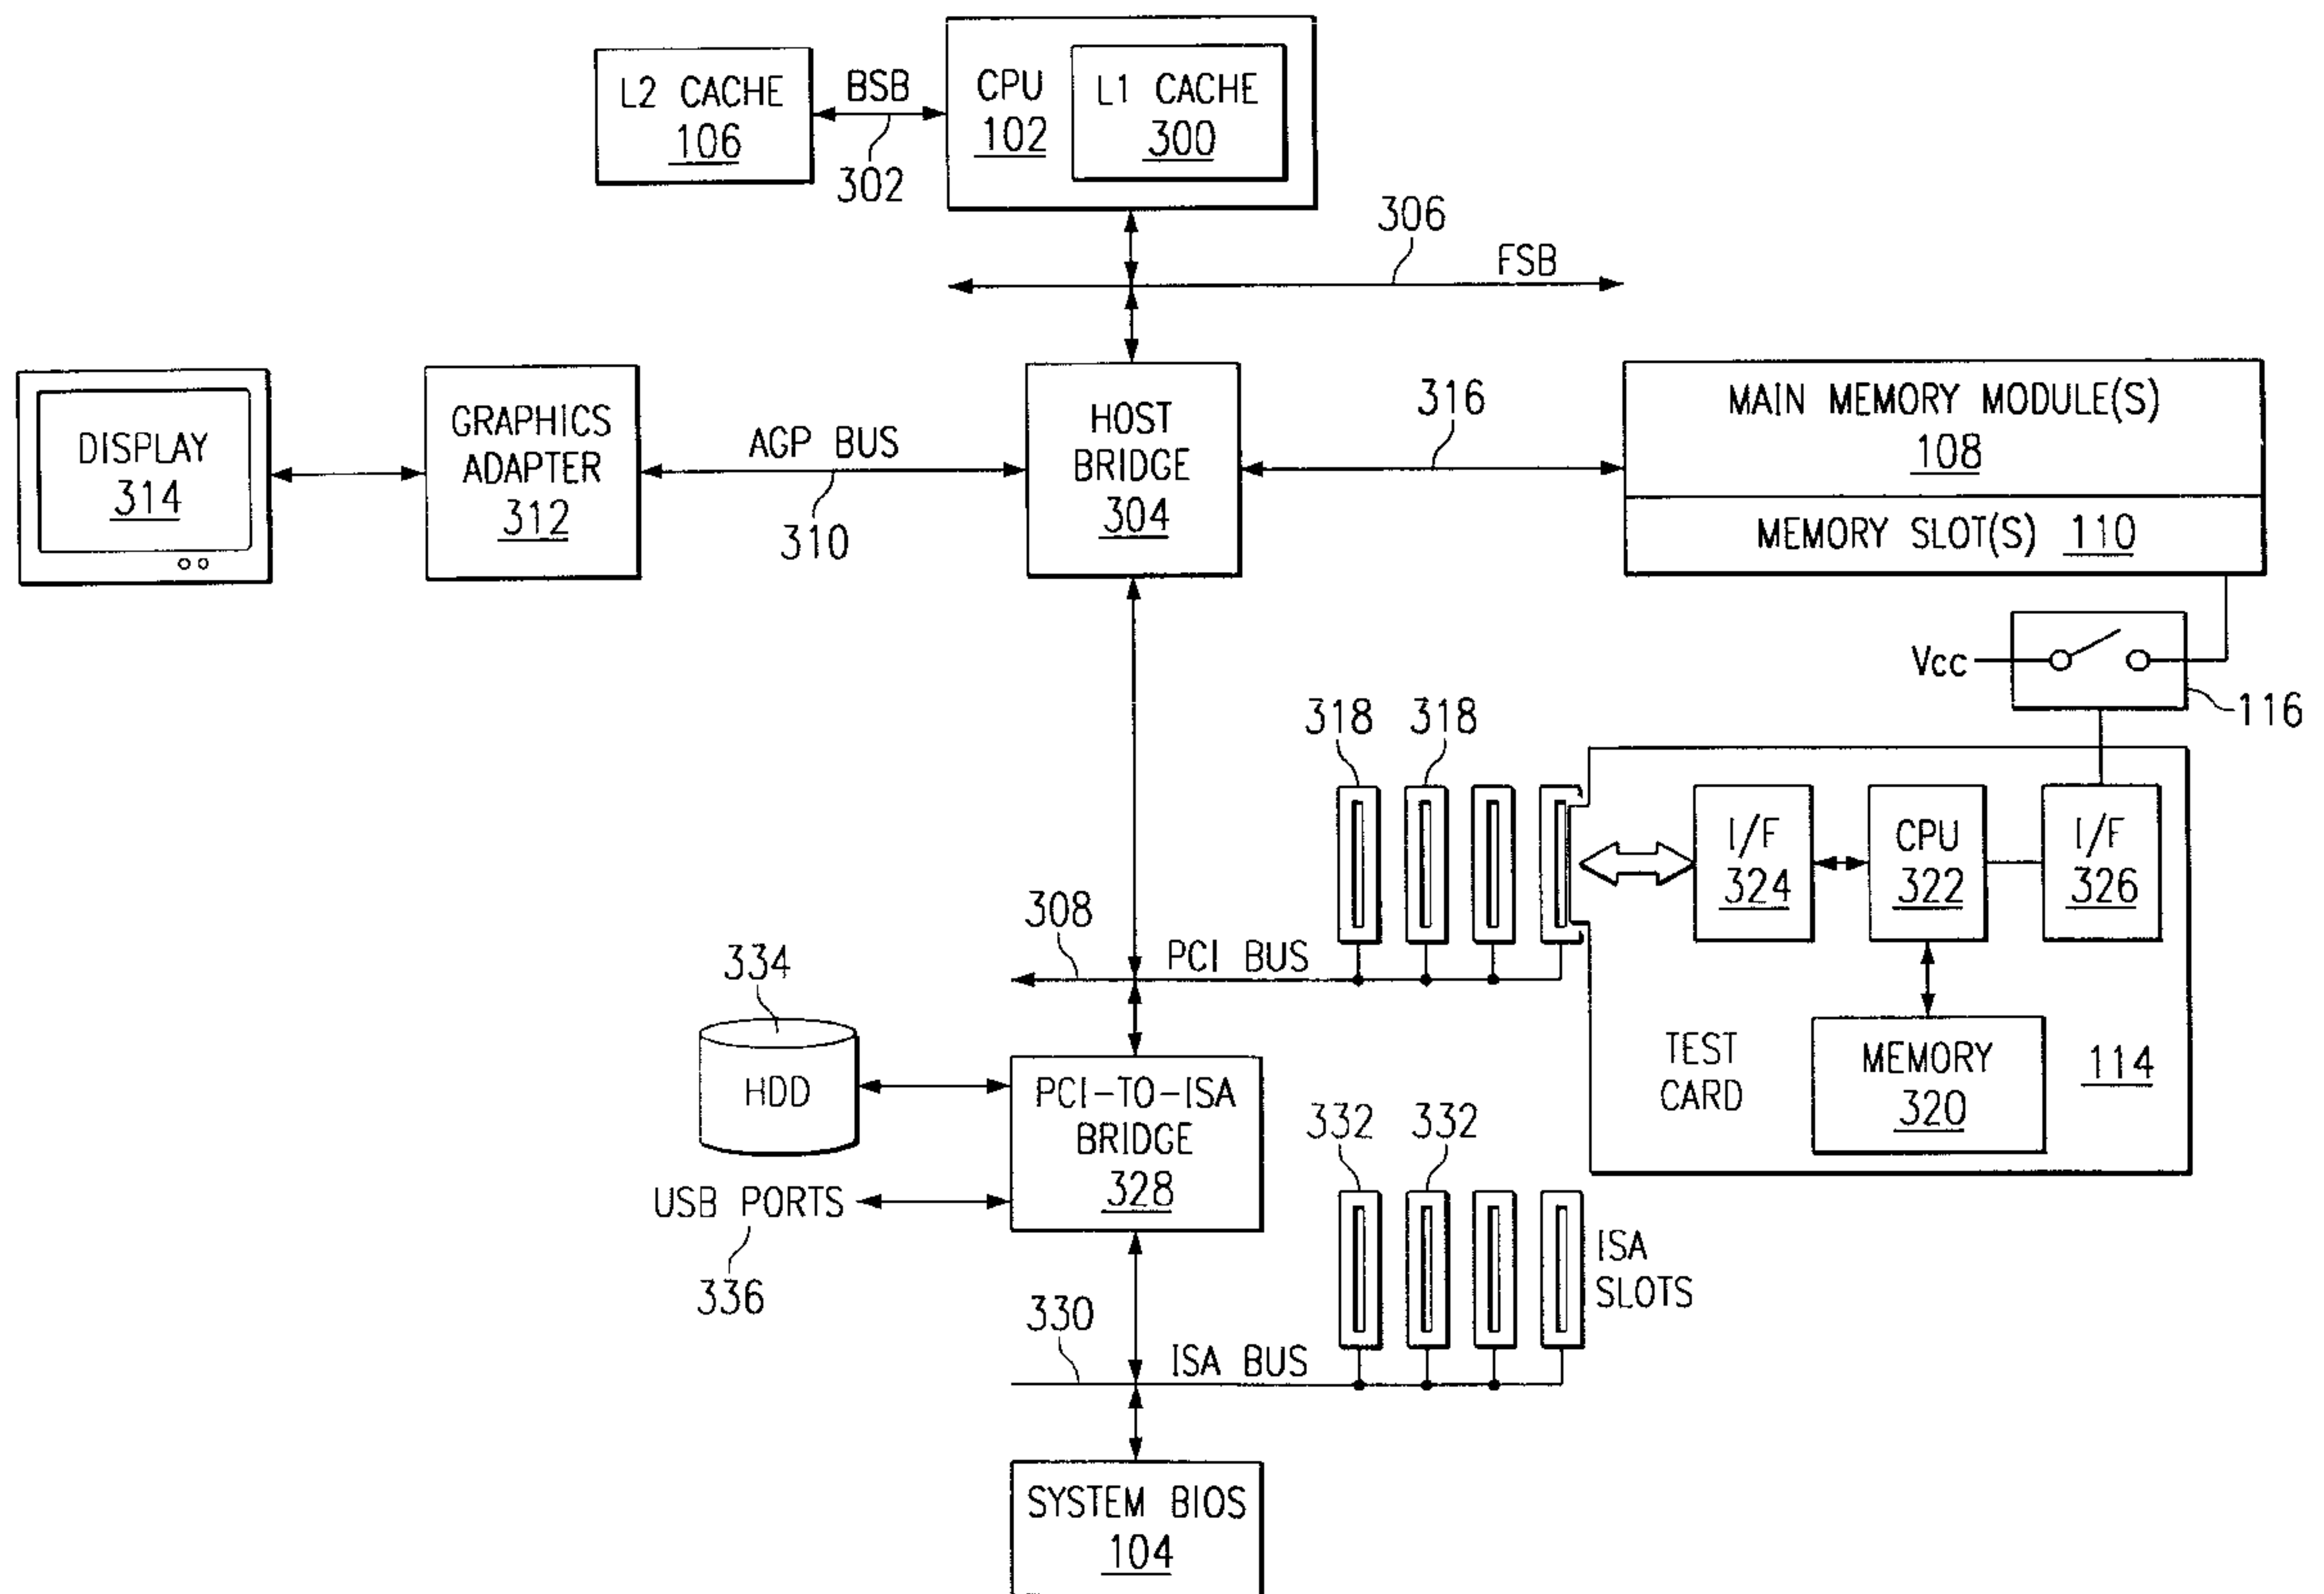 L2 CACHE
106
BSB
302
CPU
102
L1 CACHE
300
306
FSB
DISPLAY
314
GRAPHICS
ADAPTER
312
AGP BUS
310
HOST
BRIDGE
304
316
MAIN MEMORY MODULE(S)
108
MEMORY SLOT(S) 110
Vcc
116
318
318
I/F
324
CPU
322
I/F
326
308
PCI BUS
TEST
CARD
MEMORY
320
114
334
HDD
PCI-TO-ISA
BRIDGE
328
USB PORTS
336
332
332
ISA
SLOTS
330
ISA BUS
SYSTEM BIOS
104